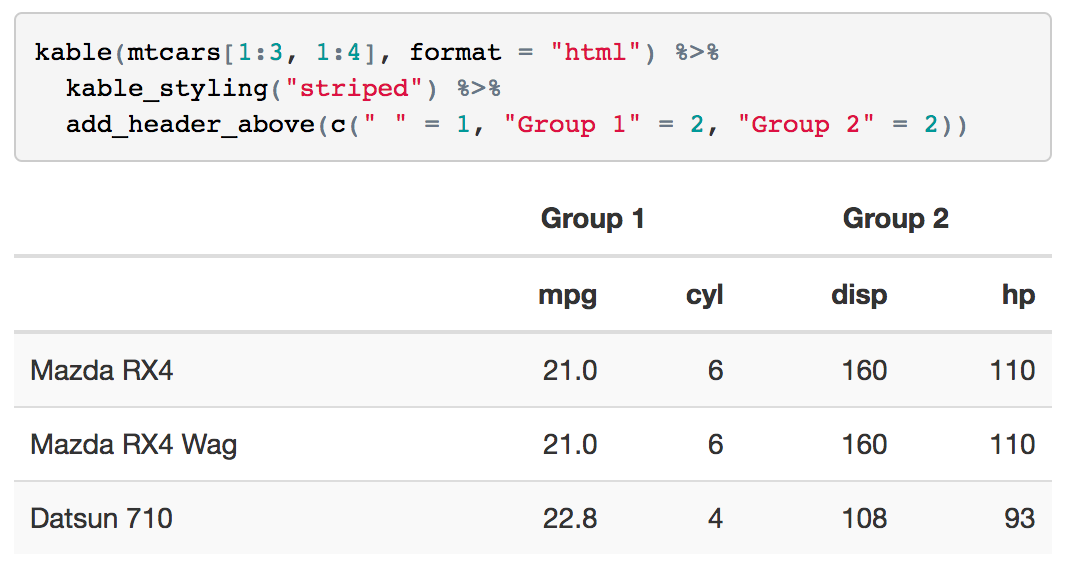 kable(mtcars[1:3, 1:4], format = "html") %>%
  kable_styling("striped") %>%
  add_header_above(c(" " = 1, "Group 1" = 2, "Group 2" = 2))
Group 1 Group 2
mpg cyl disp hp
Mazda RX4 21.0 6 160 110
Mazda RX4 Wag 21.0 6 160 110
Datsun 710 22.8 4 108 93